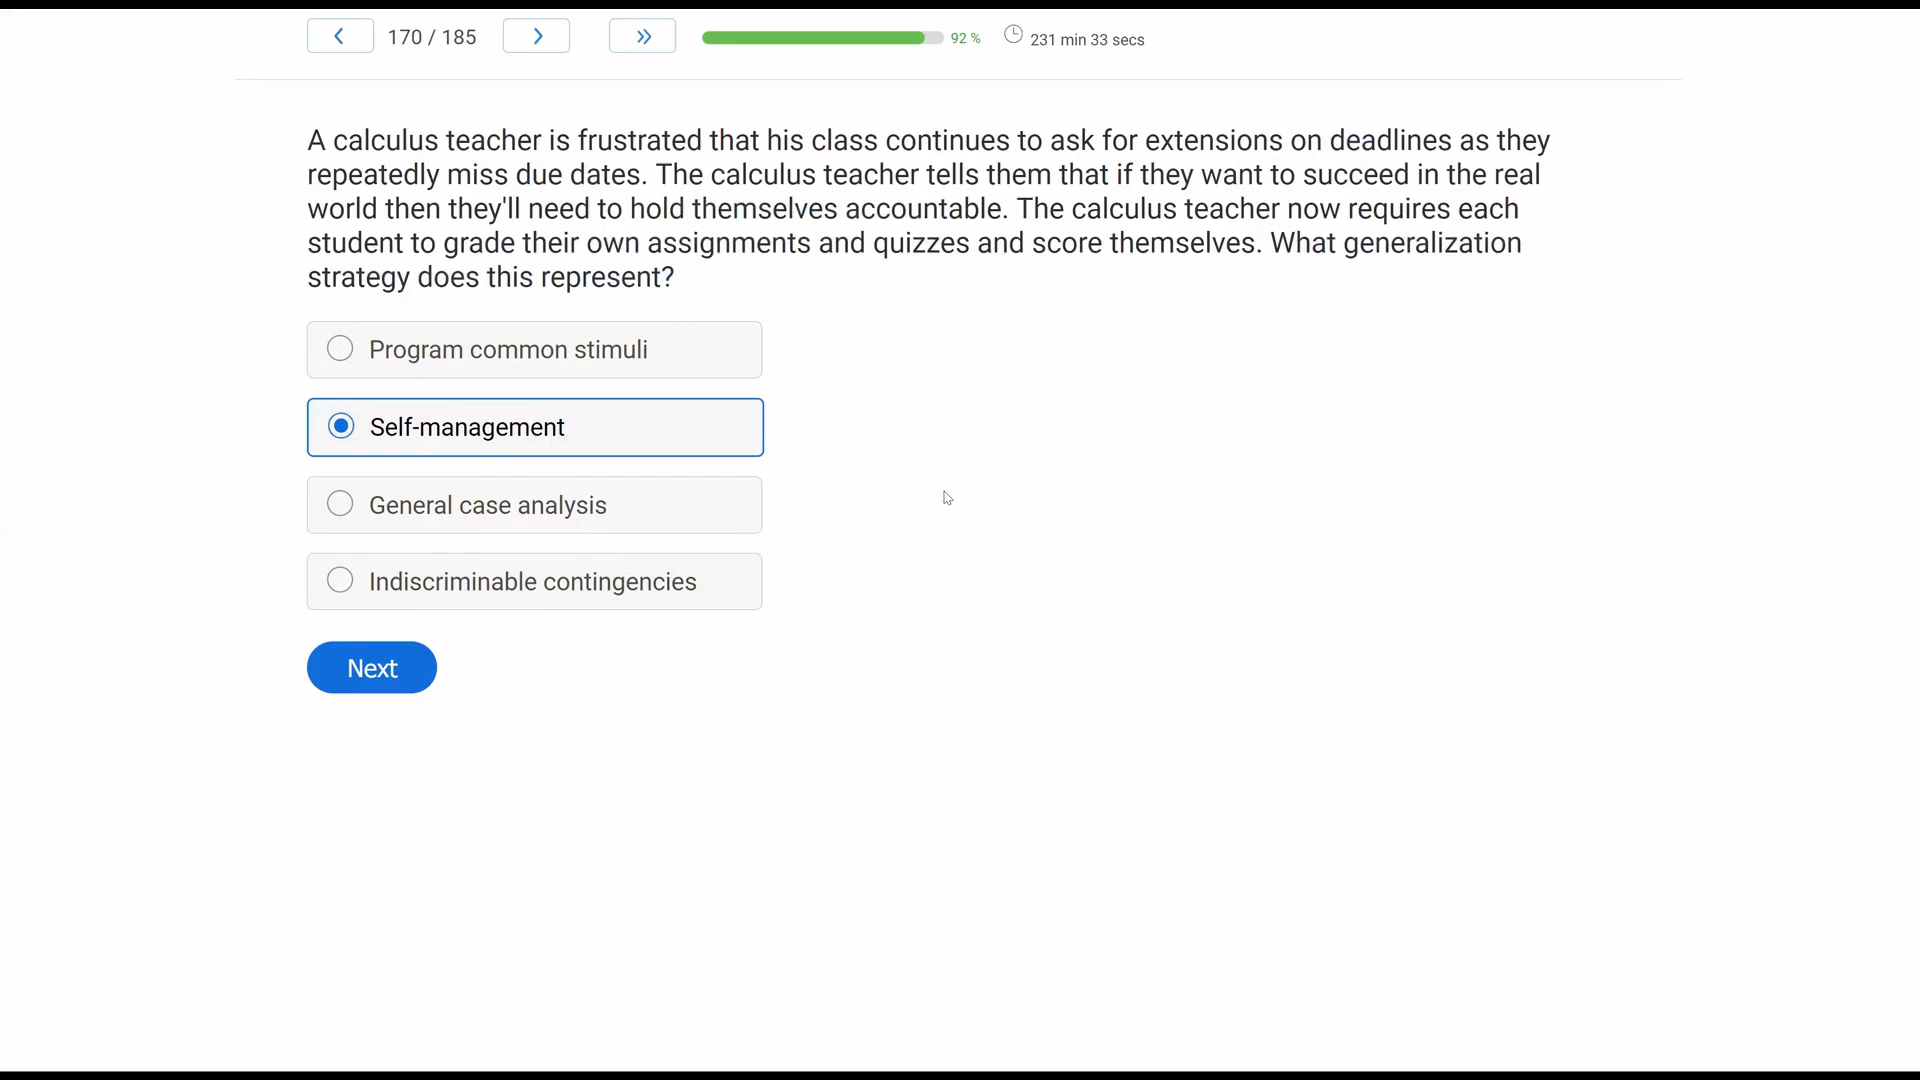 170 / 185
92 %
231 min 33 secs
A calculus teacher is frustrated that his class continues to ask for extensions on deadlines as they
repeatedly miss due dates. The calculus teacher tells them that if they want to succeed in the real
world then they'll need to hold themselves accountable. The calculus teacher now requires each
student to grade their own assignments and quizzes and score themselves. What generalization
strategy does this represent?
Program common stimuli
Self-management
General case analysis
Indiscriminable contingencies
Next